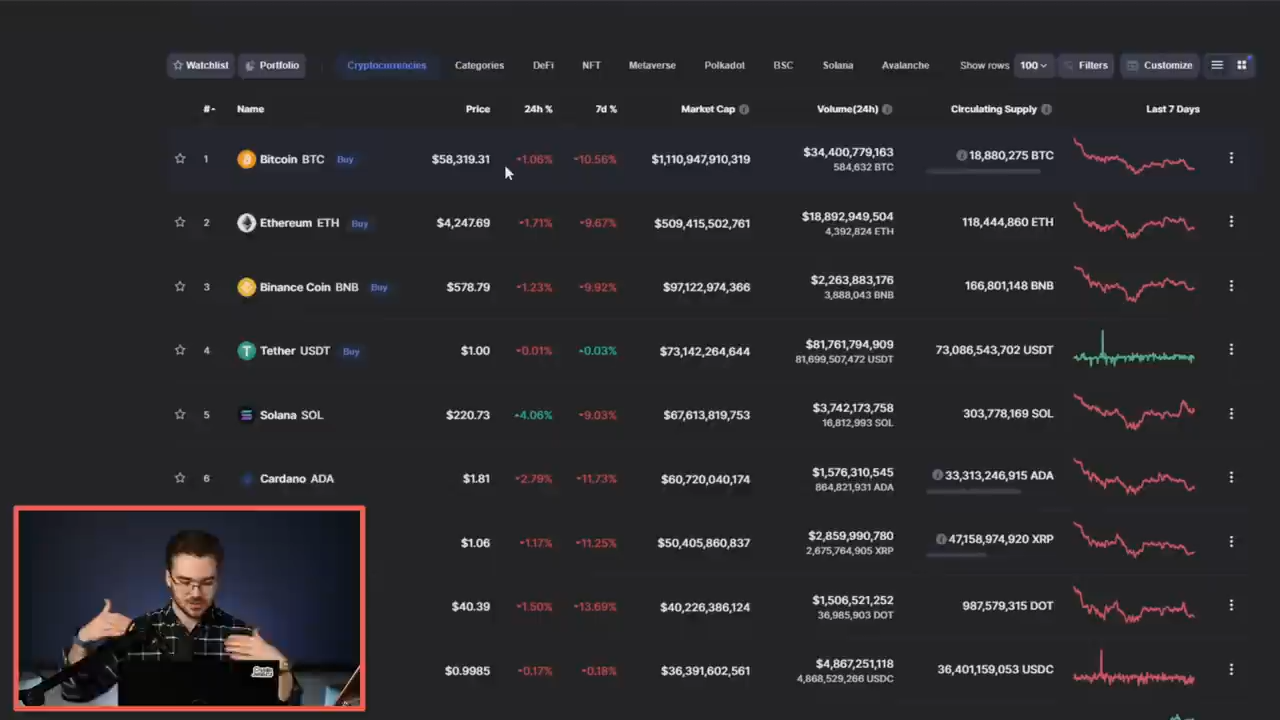 Watchlist Portfolio Cryptocurrencies Categories DeFi NFT Metaverse Polkadot BSC Solana Avalanche Show rows 100 Filters Customize
# Name Price 24h % 7d % Market Cap Volume(24h) Circulating Supply Last 7 Days
1 Bitcoin BTC Buy $58,319.31 1.06% 10.56% $1,110,947,910,319 $34,400,779,163 18,880,275 BTC
584,632 BTC
2 Ethereum ETH Buy $4,247.69 1.71% 9.67% $509,415,502,761 $18,892,949,504 118,444,860 ETH
4,392,824 ETH
3 Binance Coin BNB Buy $578.79 1.23% 9.92% $97,122,974,366 $2,263,883,176 166,801,148 BNB
3,888,043 BNB
4 Tether USDT Buy $1.00 0.01% 0.03% $73,142,264,644 $81,761,794,909 73,086,543,702 USDT
81,699,507,472 USDT
5 Solana SOL $220.73 4.06% 9.03% $67,613,819,753 $3,742,173,758 303,778,169 SOL
16,812,993 SOL
6 Cardano ADA $1.81 2.79% 11.73% $60,720,040,174 $1,576,310,545 33,313,246,915 ADA
864,821,931 ADA
$1.06 1.17% 11.25% $50,405,860,837 $2,859,990,780 47,158,974,920 XRP
2,675,764,905 XRP
$40.39 1.50% 13.69% $40,226,386,124 $1,506,521,252 987,579,315 DOT
36,985,903 DOT
$0.9985 0.17% 0.18% $36,391,602,561 $4,867,251,118 36,401,159,053 USDC
4,868,529,266 USDC